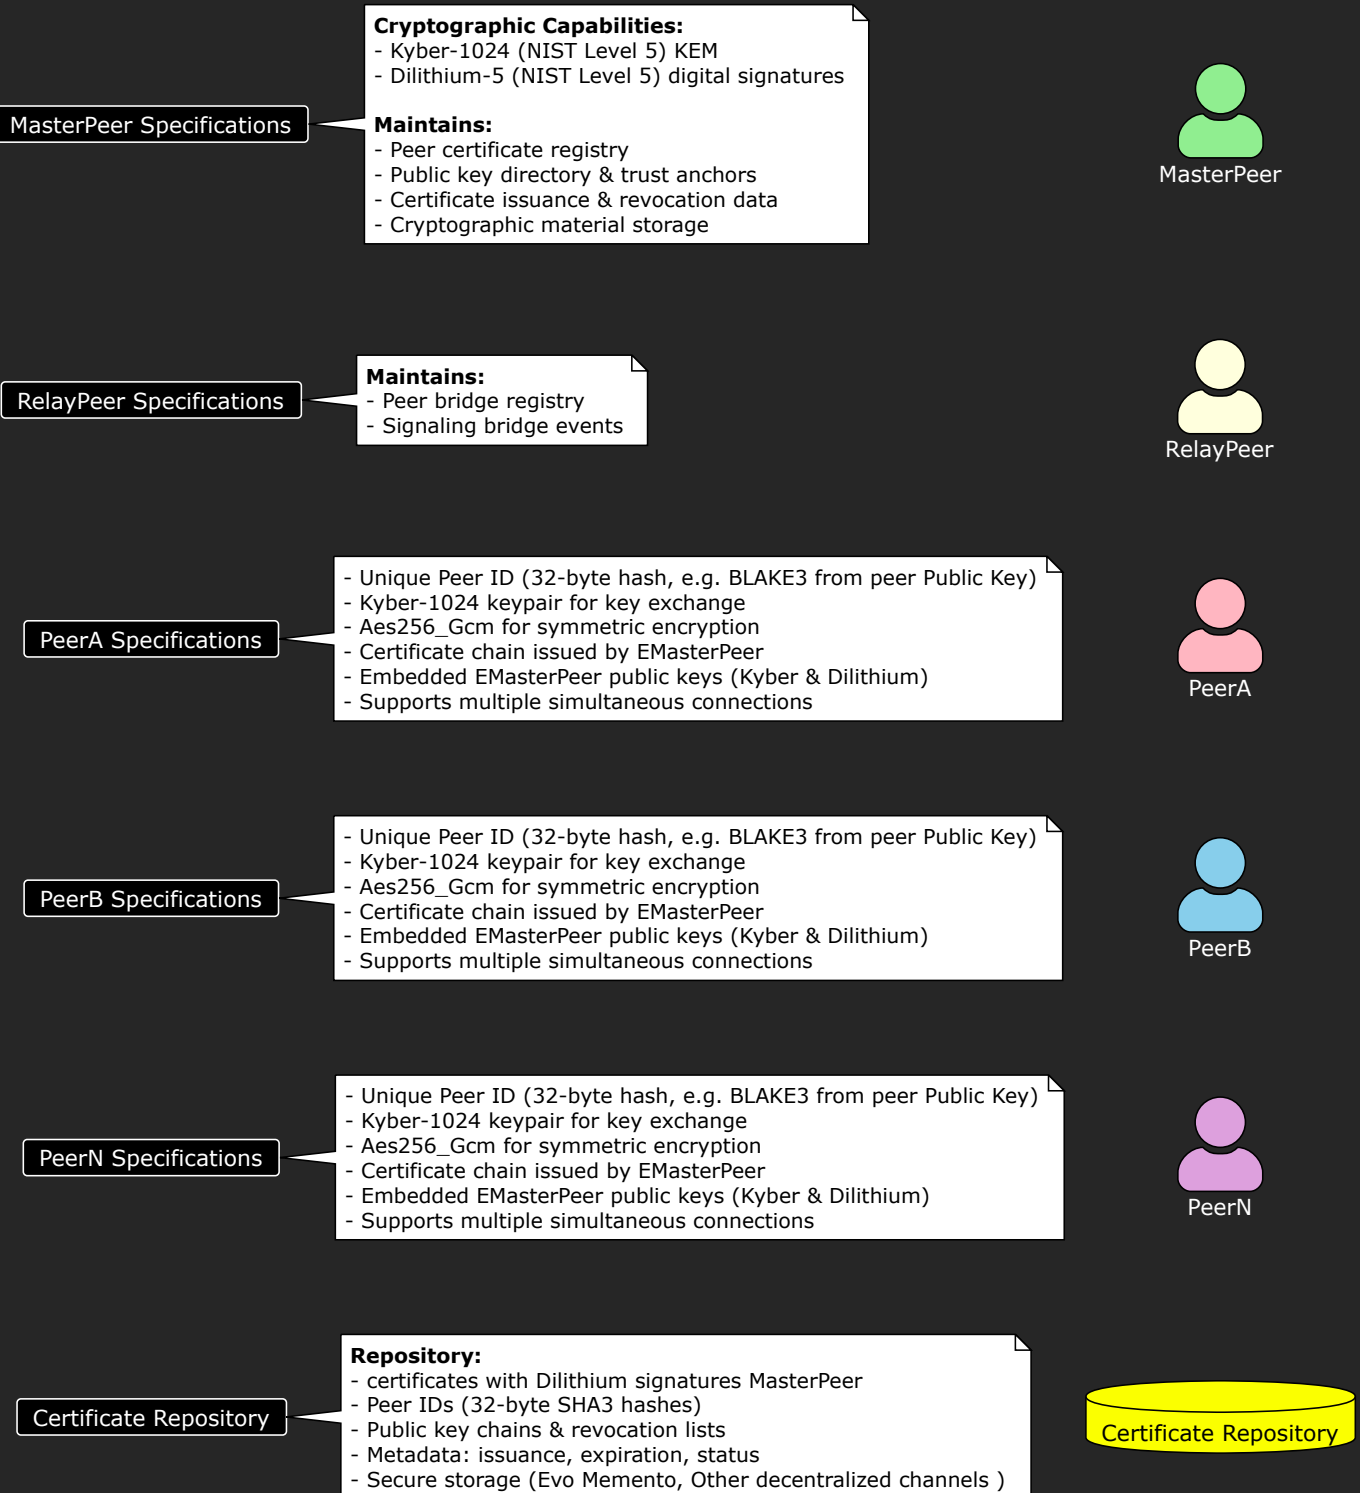 Cryptographic Capabilities:
- Kyber-1024 (NIST Level 5) KEM
- Dilithium-5 (NIST Level 5) digital signatures
MasterPeer Specifications
Maintains:
- Peer certificate registry
- Public key directory & trust anchors
- Certificate issuance & revocation data
- Cryptographic material storage
MasterPeer
RelayPeer Specifications
Maintains:
- Peer bridge registry
- Signaling bridge events
RelayPeer
PeerA Specifications
- Unique Peer ID (32-byte hash, e.g. BLAKE3 from peer Public Key)
- Kyber-1024 keypair for key exchange
- Aes256_Gcm for symmetric encryption
- Certificate chain issued by EMasterPeer
- Embedded EMasterPeer public keys (Kyber & Dilithium)
- Supports multiple simultaneous connections
PeerA
PeerB Specifications
- Unique Peer ID (32-byte hash, e.g. BLAKE3 from peer Public Key)
- Kyber-1024 keypair for key exchange
- Aes256_Gcm for symmetric encryption
- Certificate chain issued by EMasterPeer
- Embedded EMasterPeer public keys (Kyber & Dilithium)
- Supports multiple simultaneous connections
PeerB
PeerN Specifications
- Unique Peer ID (32-byte hash, e.g. BLAKE3 from peer Public Key)
- Kyber-1024 keypair for key exchange
- Aes256_Gcm for symmetric encryption
- Certificate chain issued by EMasterPeer
- Embedded EMasterPeer public keys (Kyber & Dilithium)
- Supports multiple simultaneous connections
PeerN
Certificate Repository
Repository:
- certificates with Dilithium signatures MasterPeer
- Peer IDs (32-byte SHA3 hashes)
- Public key chains & revocation lists
- Metadata: issuance, expiration, status
- Secure storage (Evo Memento, Other decentralized channels )
Certificate Repository